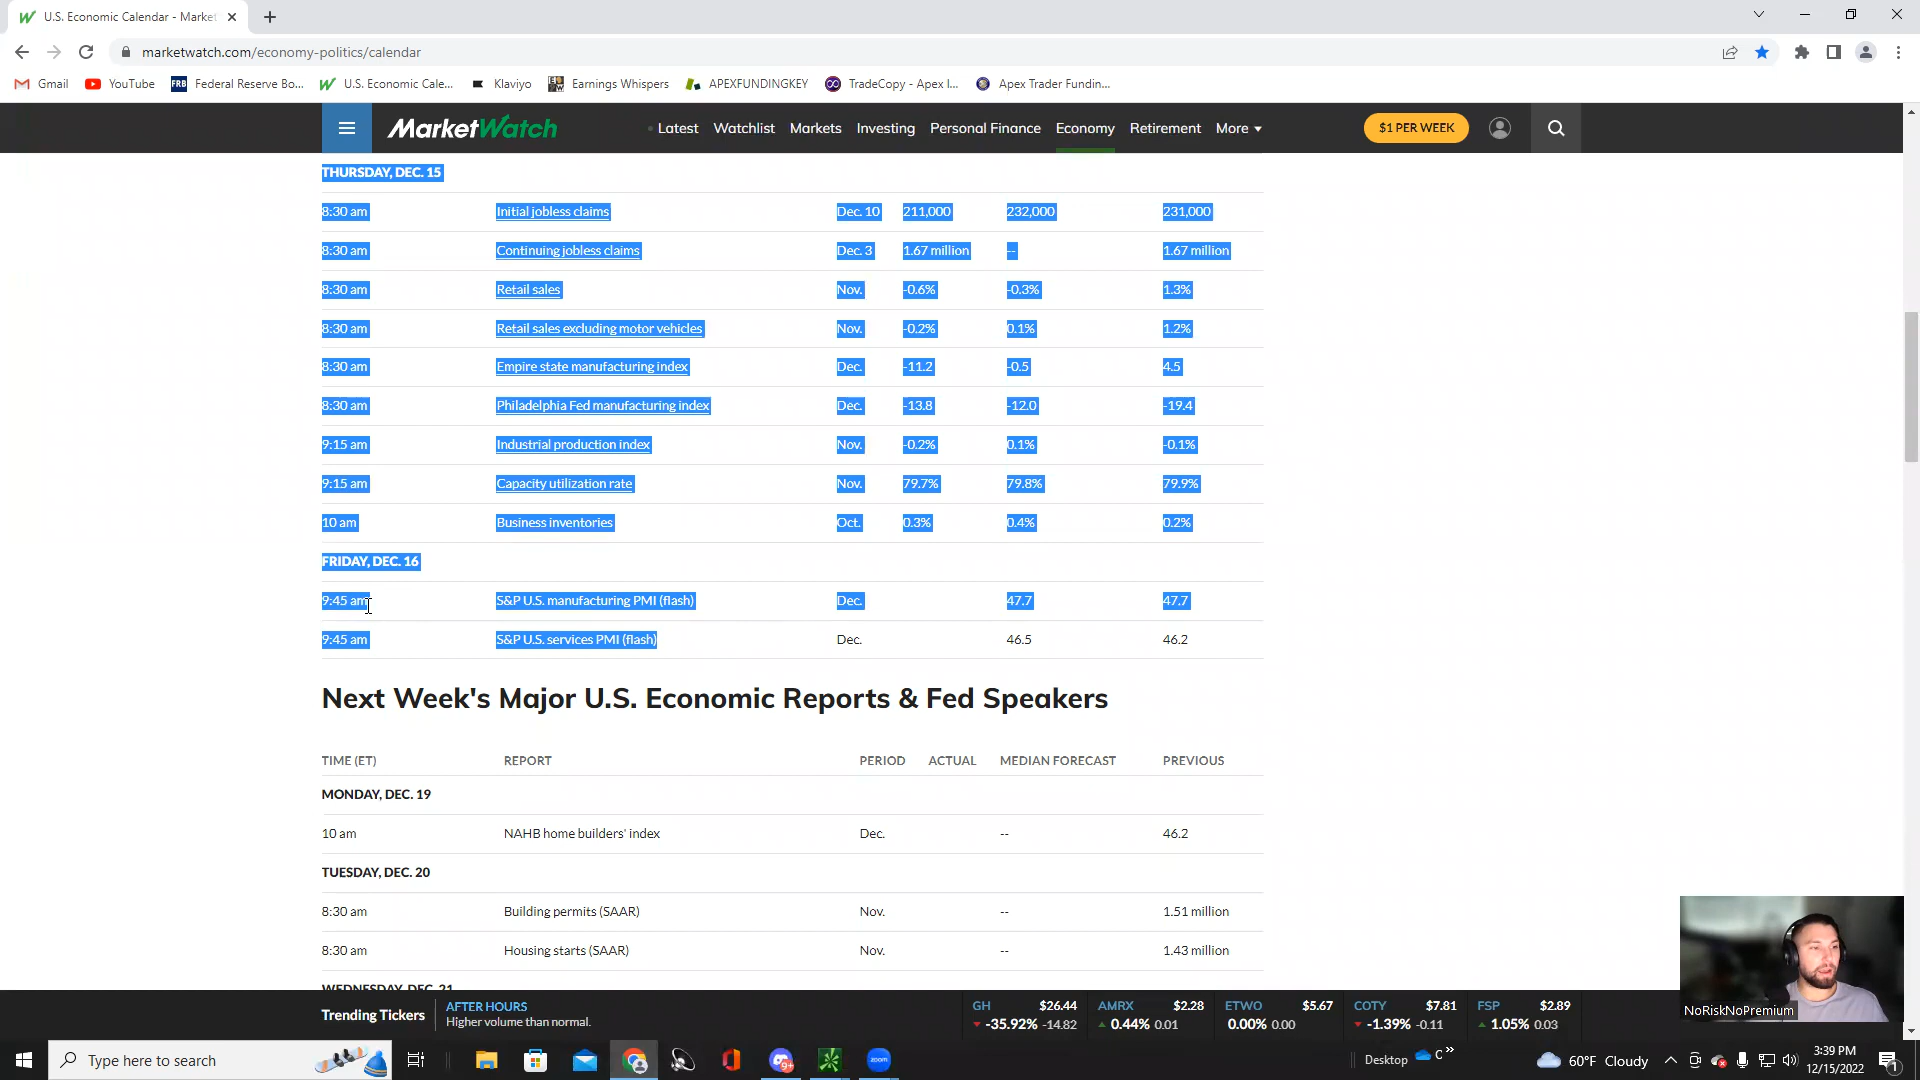 U.S. Economic Calendar - Market
marketwatch.com/economy-politics/calendar
Gmail YouTube FRB Federal Reserve Bo... U.S. Economic Cale... Klaviyo Earnings Whispers APEXFUNDINGKEY TradeCopy - Apex I... Apex Trader Fundin...
MarketWatch Latest Watchlist Markets Investing Personal Finance Economy Retirement More $1 PER WEEK
THURSDAY, DEC. 15
8:30 am Initial jobless claims Dec. 10 211,000 232,000 231,000
8:30 am Continuing jobless claims Dec. 3 1.67 million -- 1.67 million
8:30 am Retail sales Nov. -0.6% -0.3% 1.3%
8:30 am Retail sales excluding motor vehicles Nov. -0.2% 0.1% 1.2%
8:30 am Empire state manufacturing index Dec. -11.2 -0.5 4.5
8:30 am Philadelphia Fed manufacturing index Dec. -13.8 -12.0 -19.4
9:15 am Industrial production index Nov. -0.2% 0.1% -0.1%
9:15 am Capacity utilization rate Nov. 79.7% 79.8% 79.9%
10 am Business inventories Oct. 0.3% 0.4% 0.2%
FRIDAY, DEC. 16
9:45 am S&P U.S. manufacturing PMI (flash) Dec. 47.7 47.7
9:45 am S&P U.S. services PMI (flash) Dec. 46.5 46.2
Next Week's Major U.S. Economic Reports & Fed Speakers
TIME (ET) REPORT PERIOD ACTUAL MEDIAN FORECAST PREVIOUS
MONDAY, DEC. 19
10 am NAHB home builders' index Dec. -- 46.2
TUESDAY, DEC. 20
8:30 am Building permits (SAAR) Nov. -- 1.51 million
8:30 am Housing starts (SAAR) Nov. -- 1.43 million
WEDNESDAY, DEC. 21
NoRiskNoPremium
Trending Tickers
AFTER HOURS
Higher volume than normal.
GH $26.44 AMRX $2.28 ETWO $5.67 COTY $7.81 FSP $2.89
-35.92% -14.82 0.44% 0.01 0.00% 0.00 -1.39% -0.11 1.05% 0.03
Type here to search 9+ zoom Desktop C 60°F Cloudy 3:39 PM
12/15/2022 1